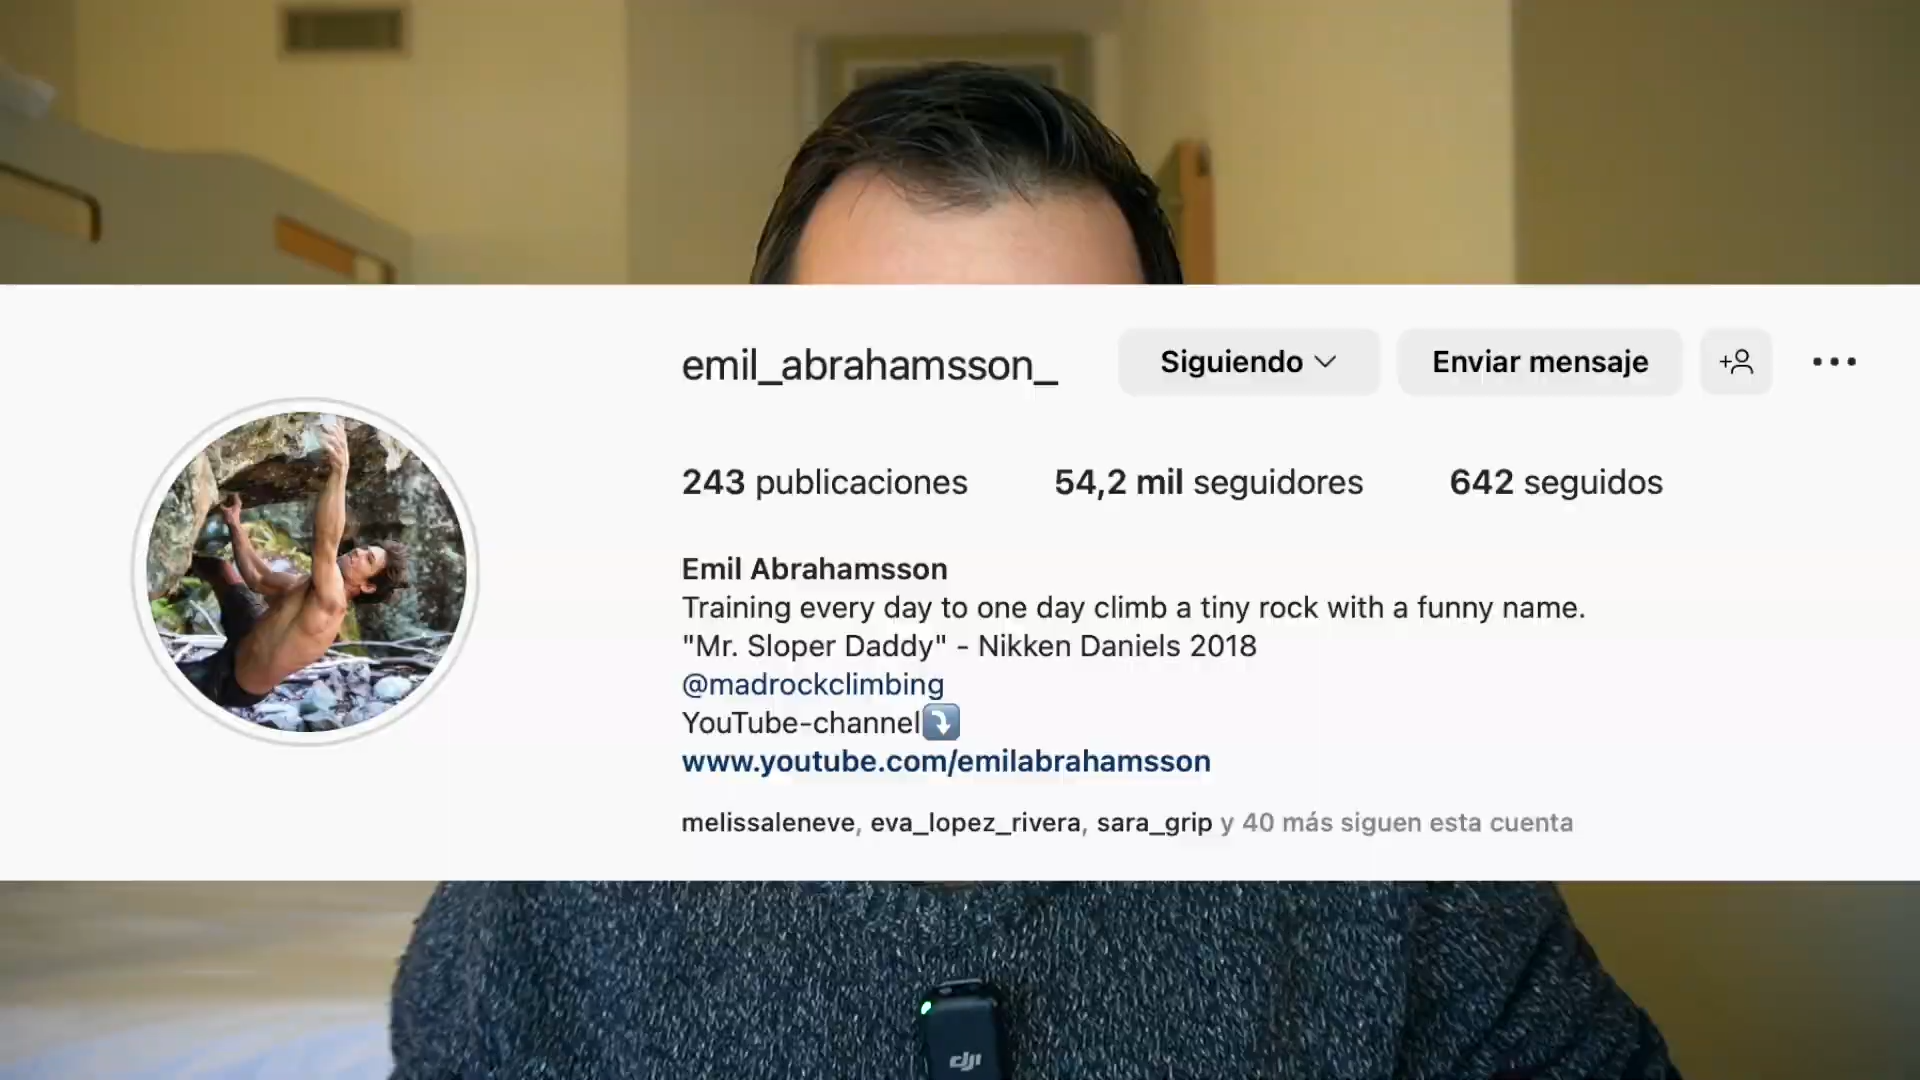 emil_abrahamsson_
Siguiendo
Enviar mensaje
243 publicaciones
54,2 mil seguidores
642 seguidos
Emil Abrahamsson
Training every day to one day climb a tiny rock with a funny name.
"Mr. Sloper Daddy" - Nikken Daniels 2018
@madrockclimbing
YouTube-channel⤵️
www.youtube.com/emilabrahamsson
melissaleneve, eva_lopez_rivera, sara_grip y 40 más siguen esta cuenta
dji